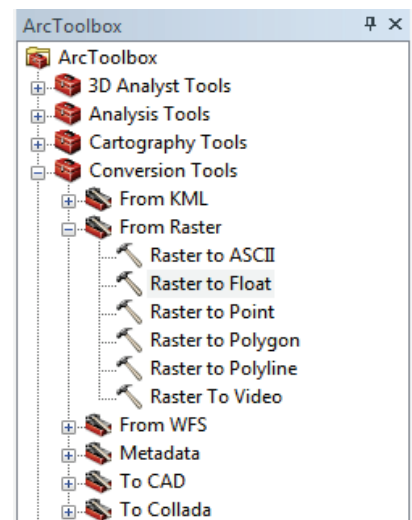 ArcToolbox
ArcToolbox
3D Analyst Tools
Analysis Tools
Cartography Tools
Conversion Tools
From KML
From Raster
Raster to ASCII
Raster to Float
Raster to Point
Raster to Polygon
Raster to Polyline
Raster To Video
From WFS
Metadata
To CAD
To Collada